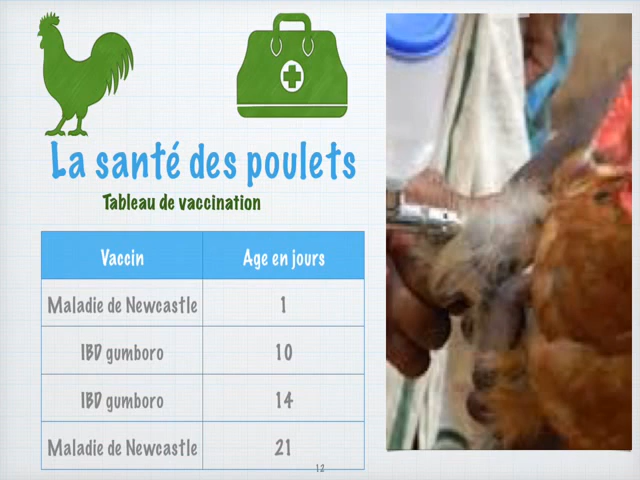 La santé des poulets
Tableau de vaccination
Vaccin Age en jours
Maladie de Newcastle 1
IBD gumboro 10
IBD gumboro 14
Maladie de Newcastle 21
12